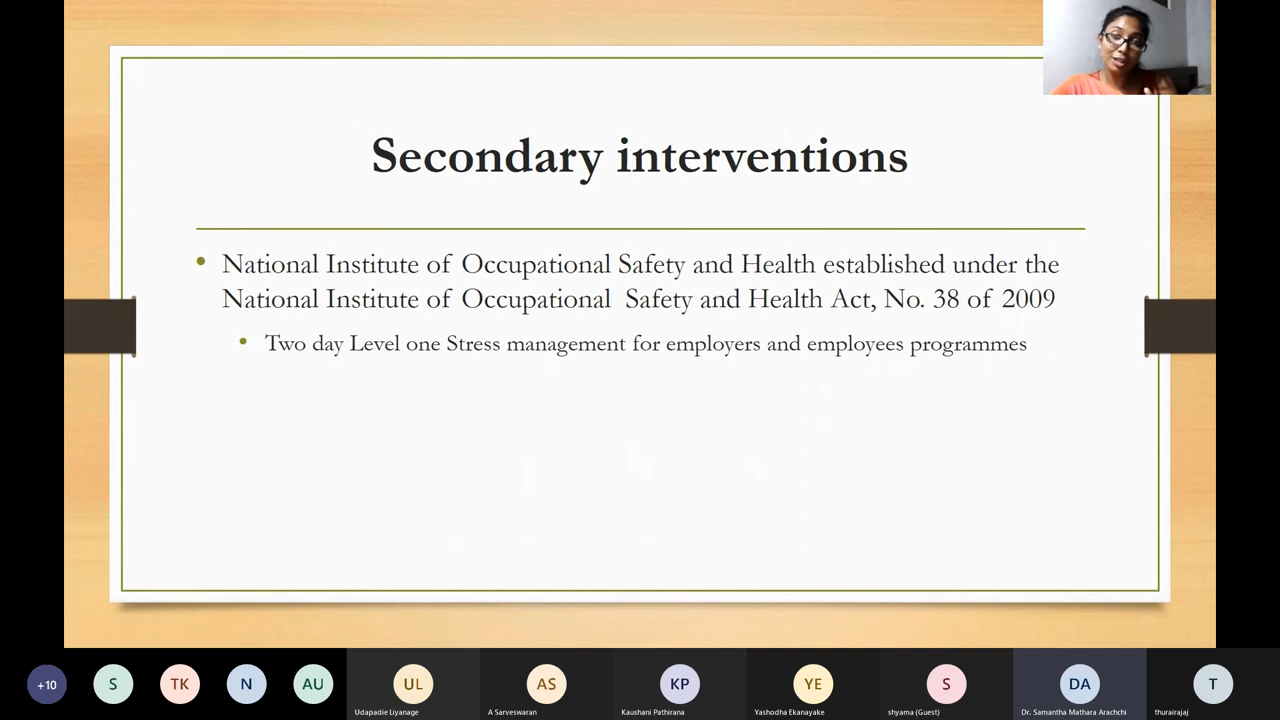 Secondary interventions
• National Institute of Occupational Safety and Health established under the
National Institute of Occupational Safety and Health Act, No. 38 of 2009
• Two day Level one Stress management for employers and employees programmes
+10 S TK N AU UL AS KP YE S DA T
Udapadie Liyanage A Sarveswaran Kaushani Pathirana Yashodha Ekanayake shyama (Guest) Dr. Samantha Mathara Arachchi thurairajaj